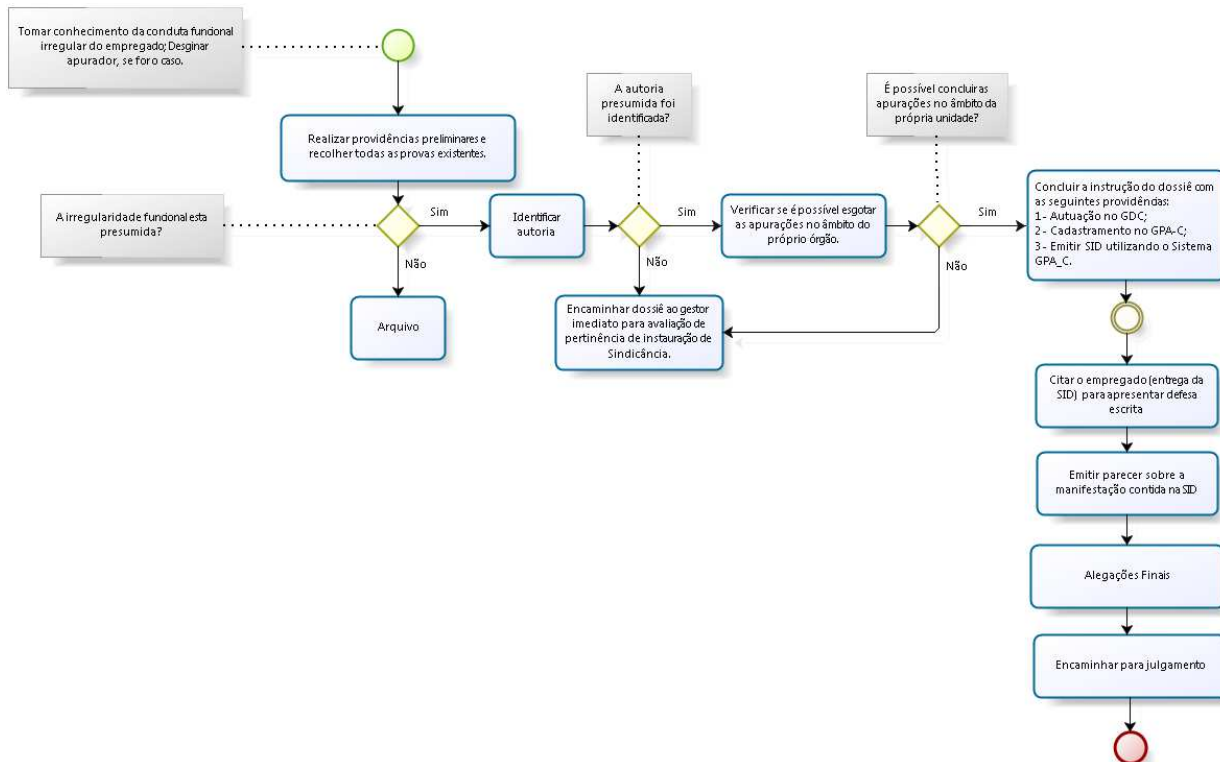 Tomar conhecimento da conduta funcional
irregular do empregado; Desginar
apurador, se for o caso.
Realizar providências preliminares e
recolher todas as provas existentes.
A irregularidade funcional esta
presumida?
Sim
Não
Arquivo
Identificar
autoria
A autoria
presumida foi
identificada?
Sim
Não
Encaminhar dossiê ao gestor
imediato para avaliação de
pertinência de instauração de
Sindicância.
Verificar se é possível esgotar
as apurações no âmbito do
próprio órgão.
É possível concluir as
apurações no âmbito da
própria unidade?
Sim
Não
Concluir a instrução do dossiê com
as seguintes providências:
1 - Autuação no GDC;
2 - Cadastramento no GPA-C;
3 - Emitir SID utilizando o Sistema
GPA_C.
Citar o empregado (entrega da
SID) para apresentar defesa
escrita
Emitir parecer sobre a
manifestação contida na SID
Alegações Finais
Encaminhar para julgamento